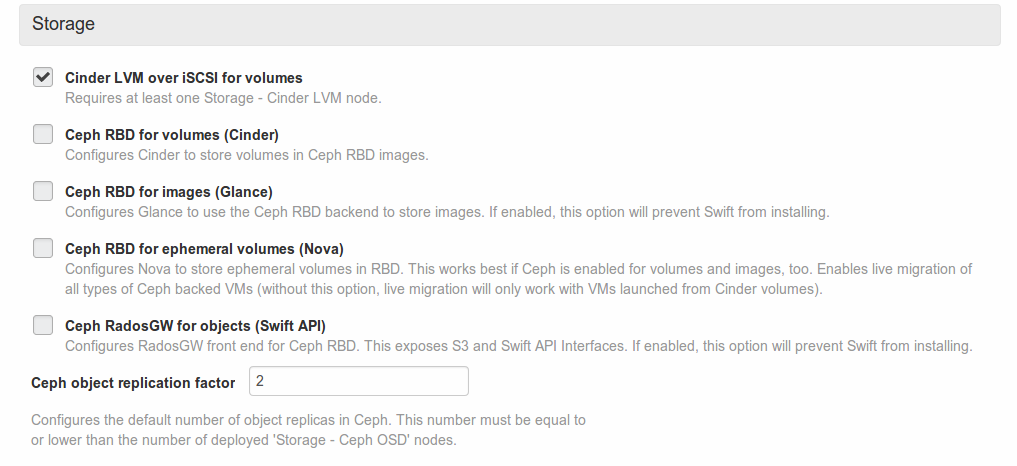 Storage
Cinder LVM over iSCSI for volumes
Requires at least one Storage - Cinder LVM node.
Ceph RBD for volumes (Cinder)
Configures Cinder to store volumes in Ceph RBD images.
Ceph RBD for images (Glance)
Configures Glance to use the Ceph RBD backend to store images. If enabled, this option will prevent Swift from installing.
Ceph RBD for ephemeral volumes (Nova)
Configures Nova to store ephemeral volumes in RBD. This works best if Ceph is enabled for volumes and images, too. Enables live migration of
all types of Ceph backed VMs (without this option, live migration will only work with VMs launched from Cinder volumes).
Ceph RadosGW for objects (Swift API)
Configures RadosGW front end for Ceph RBD. This exposes S3 and Swift API Interfaces. If enabled, this option will prevent Swift from installing.
Ceph object replication factor 2
Configures the default number of object replicas in Ceph. This number must be equal to
or lower than the number of deployed 'Storage - Ceph OSD' nodes.